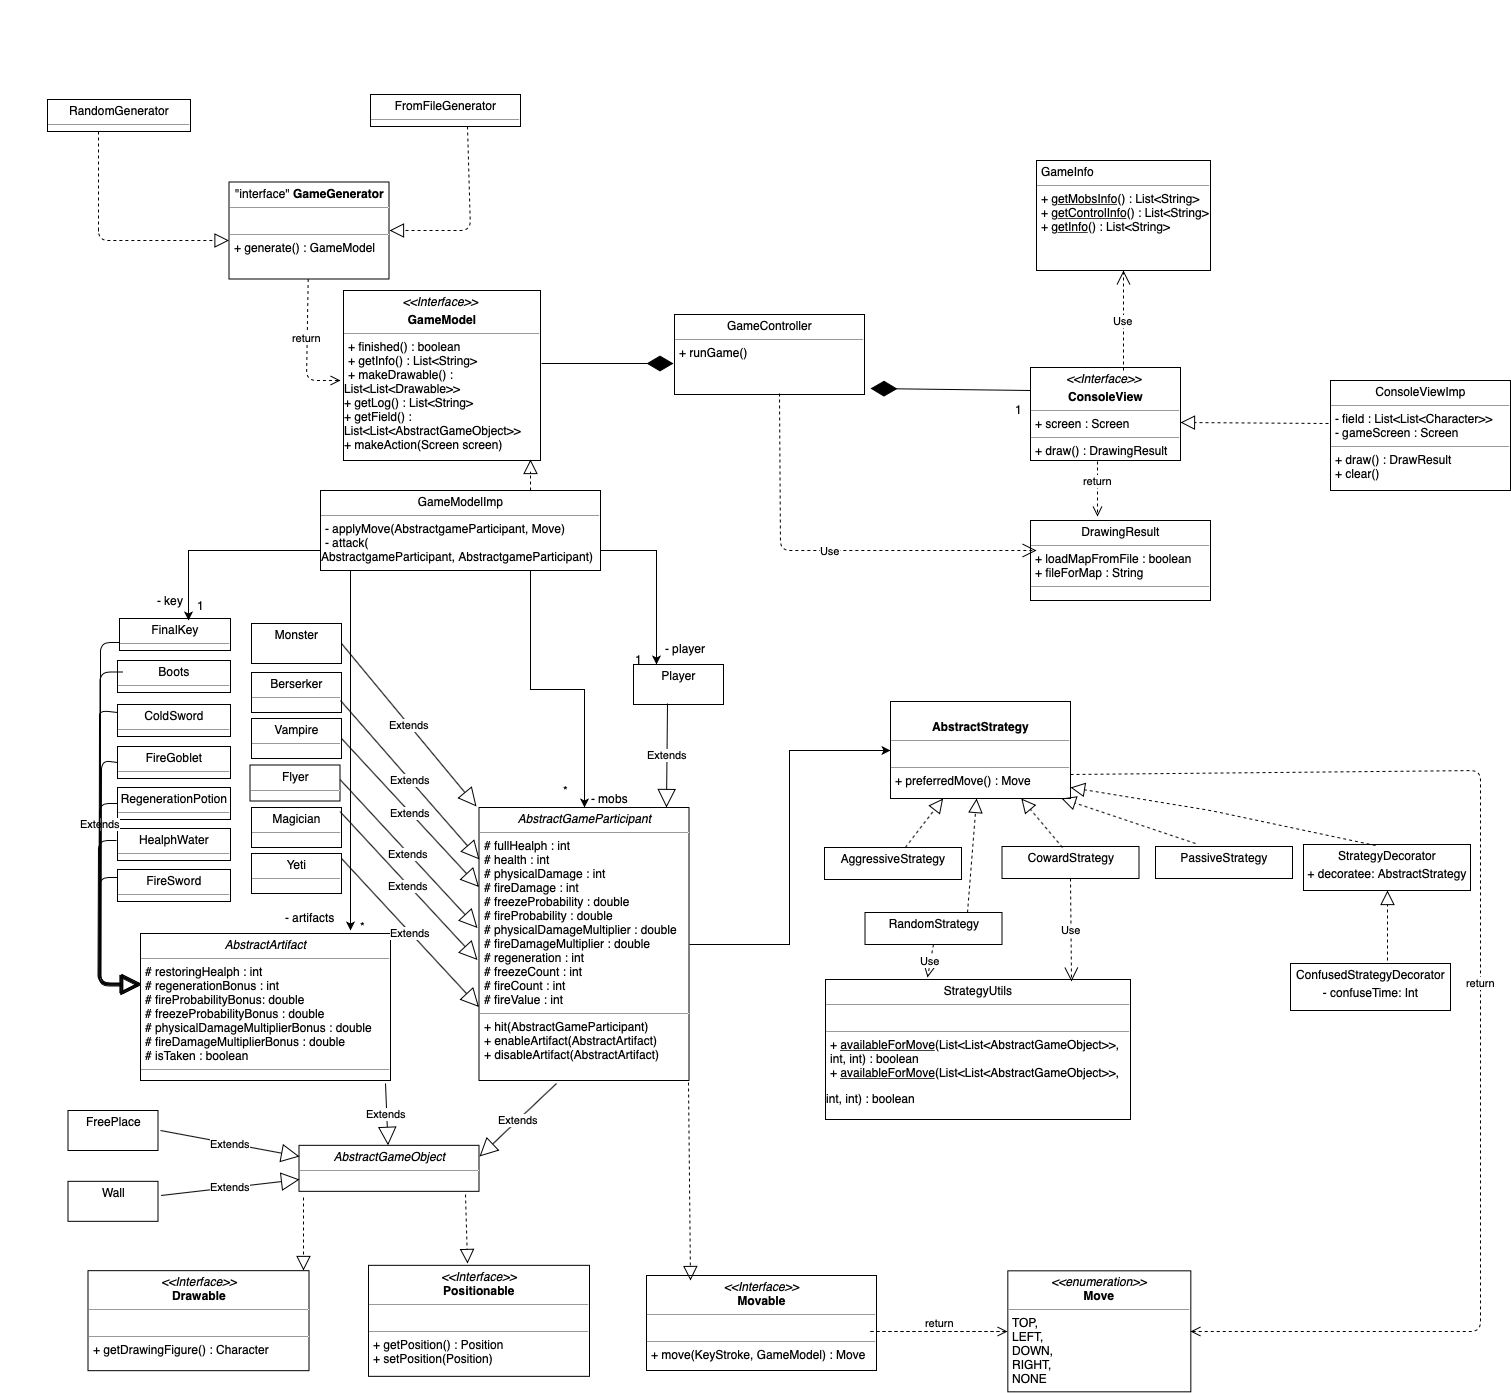 RandomGenerator
FromFileGenerator
"interface" GameGenerator
+ generate() : GameModel
return
<<Interface>>
GameModel
+ finished() : boolean
+ getInfo() : List<String>
+ makeDrawable() :
List<List<Drawable>>
+ getLog() : List<String>
+ getField() :
List<List<AbstractGameObject>>
+ makeAction(Screen screen)
GameController
+ runGame()
GameInfo
+ getMobsInfo() : List<String>
+ getControlInfo() : List<String>
+ getInfo() : List<String>
Use
<<Interface>>
ConsoleView
+ screen : Screen
+ draw() : DrawingResult
1
ConsoleViewImp
- field : List<List<Character>>
- gameScreen : Screen
+ draw() : DrawResult
+ clear()
return
DrawingResult
+ loadMapFromFile : boolean
+ fileForMap : String
Use
GameModelImp
- applyMove(AbstractgameParticipant, Move)
- attack(
AbstractgameParticipant, AbstractgameParticipant)
- key
1
FinalKey
Boots
ColdSword
FireGoblet
RegenerationPotion
Extends
HealphWater
FireSword
Monster
Berserker
Vampire
Flyer
Magician
Yeti
Extends
Extends
Extends
Extends
Extends
Extends
- artifacts
*
1
- player
Player
Extends
*
- mobs
AbstractGameParticipant
# fullHealph : int
# health : int
# physicalDamage : int
# fireDamage : int
# freezeProbability : double
# fireProbability : double
# physicalDamageMultiplier : double
# fireDamageMultiplier : double
# regeneration : int
# freezeCount : int
# fireCount : int
# fireValue : int
+ hit(AbstractGameParticipant)
+ enableArtifact(AbstractArtifact)
+ disableArtifact(AbstractArtifact)
AbstractArtifact
# restoringHealph : int
# regenerationBonus : int
# fireProbabilityBonus: double
# freezeProbabilityBonus : double
# physicalDamageMultiplierBonus : double
# fireDamageMultiplierBonus : double
# isTaken : boolean
AbstractStrategy
+ preferredMove() : Move
AggressiveStrategy
CowardStrategy
PassiveStrategy
StrategyDecorator
+ decoratee: AbstractStrategy
RandomStrategy
Use
Use
ConfusedStrategyDecorator
- confuseTime: Int
return
StrategyUtils
+ availableForMove(List<List<AbstractGameObject>>,
int, int) : boolean
+ availableForMove(List<List<AbstractGameObject>>,
int, int) : boolean
FreePlace
Extends
Wall
Extends
Extends
Extends
AbstractGameObject
<<Interface>>
Drawable
+ getDrawingFigure() : Character
<<Interface>>
Positionable
+ getPosition() : Position
+ setPosition(Position)
<<Interface>>
Movable
+ move(KeyStroke, GameModel) : Move
return
<<enumeration>>
Move
TOP,
LEFT,
DOWN,
RIGHT,
NONE